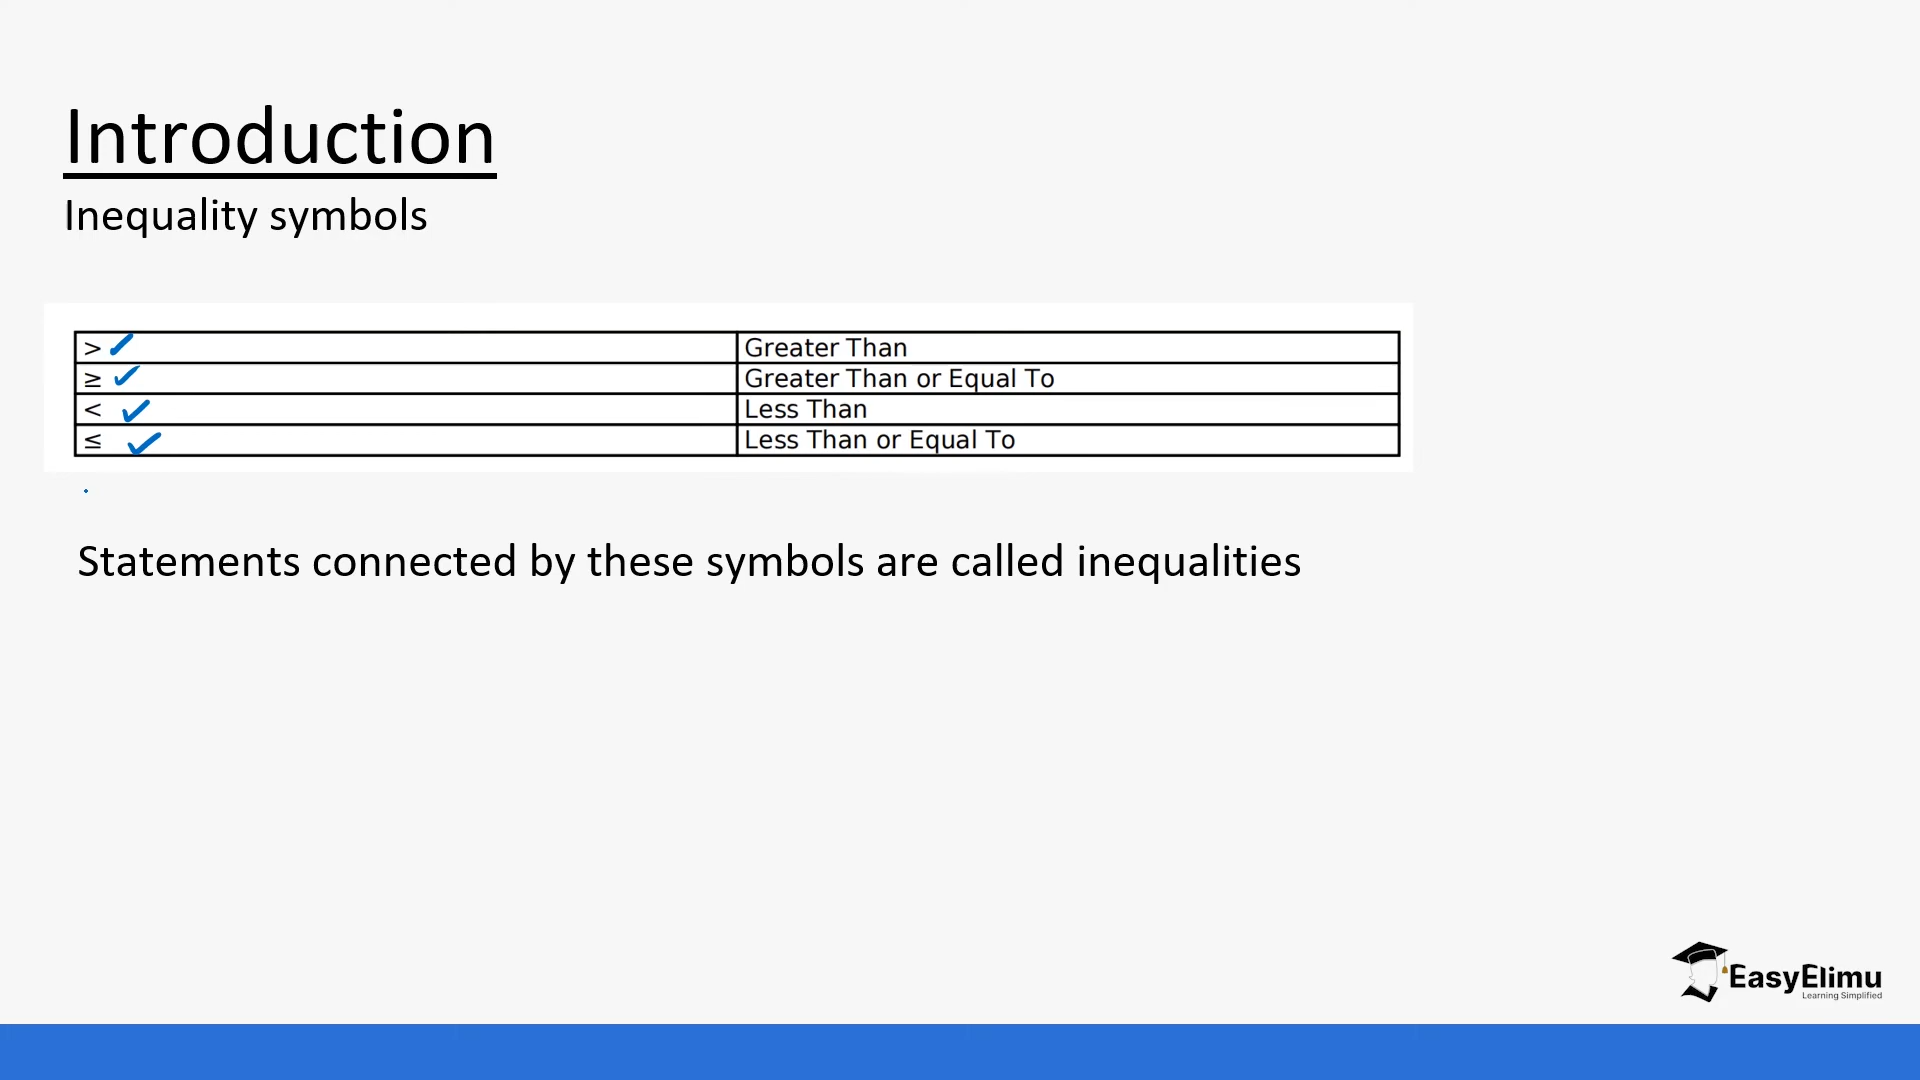 Introduction
Inequality symbols
> Greater Than
≥ Greater Than or Equal To
< Less Than
≤ Less Than or Equal To
Statements connected by these symbols are called inequalities
EasyElimu
Learning Simplified